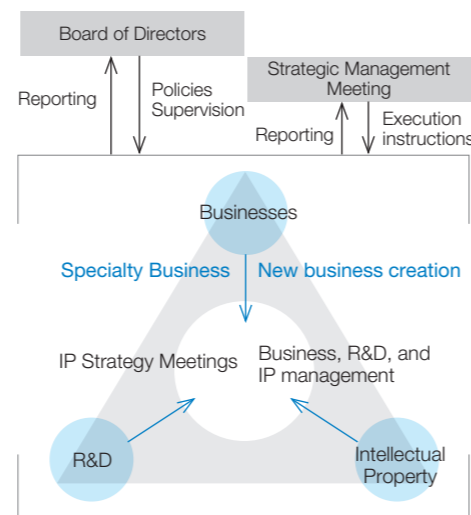 Board of Directors
Strategic Management
Meeting
Reporting
Policies
Supervision
Reporting
Execution
instructions
Businesses
Specialty Business
New business creation
IP Strategy Meetings
Business, R&D, and
IP management
R&D
Intellectual
Property